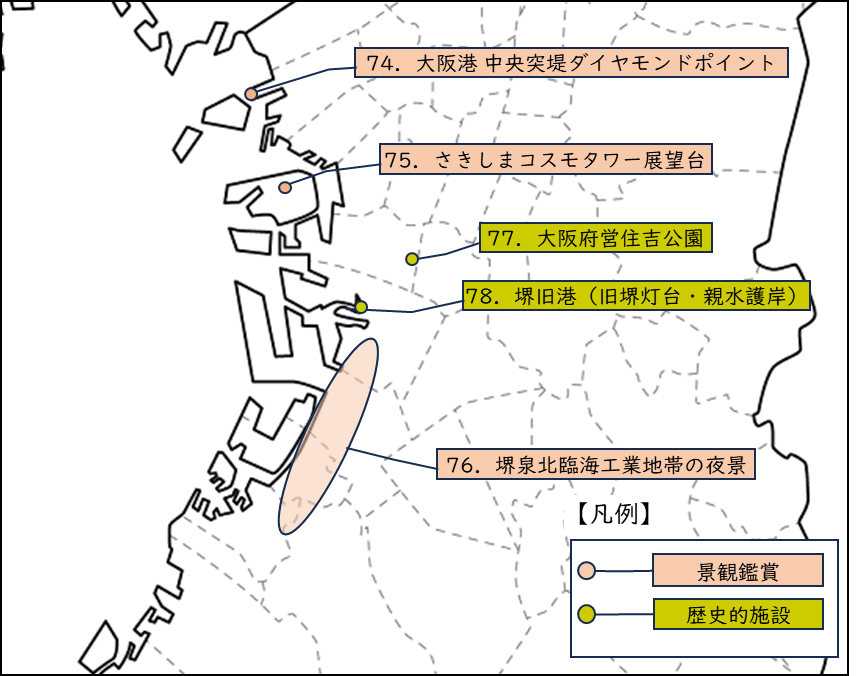 74．大阪港 中央突堤ダイヤモンドポイント
75．さきしまコスモタワー展望台
77．大阪府営住吉公園
78．堺旧港（旧堺灯台・親水護岸）
76．堺泉北臨海工業地帯の夜景
【凡例】
景観鑑賞
歴史的施設